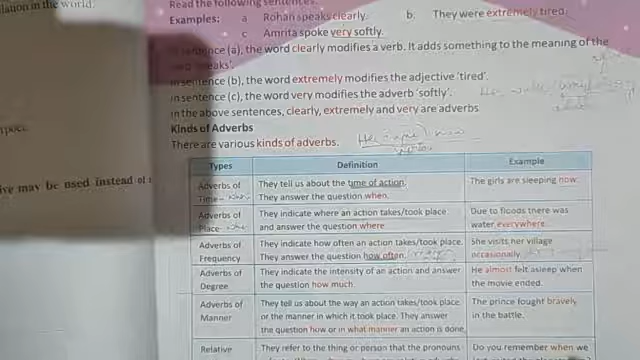 Read the following sentences.
Examples: a Rohan speaks clearly. b. They were extremely tired.
c Amrita spoke very softly.
sentence (a), the word clearly modifies a verb. It adds something to the meaning of the
In sentence (b), the word extremely modifies the adjective 'tired'.
In sentence (c), the word very modifies the adverb 'softly'.
In the above sentences, clearly, extremely and very are adverbs
Kinds of Adverbs
There are various kinds of adverbs.
Types Definition Example
Adverbs of Time They tell us about the time of action. They answer the question when. The girls are sleeping now.
Adverbs of Place They indicate where an action takes/took place and answer the question where Due to floods there was water everywhere.
Adverbs of Frequency They indicate how often an action takes/took place. They answer the question how often. She visits her village occasionally.
Adverbs of Degree They indicate the intensity of an action and answer the question how much. He almost felt asleep when the movie ended.
Adverbs of Manner They tell us about the way an action takes/took place or the manner in which it took place. They answer the question how or in what manner an action is done. The prince fought bravely in the battle.
Relative They refer to the thing or person that the pronouns Do you remember when we
ive may be used instead of
in the world.